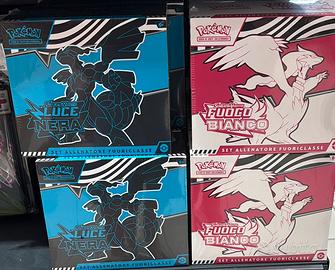 Pokémon
LUCE
NERA
SET ALLENATORE FUORICLASSE
Pokémon
FUOCO
BIANCO
SET ALLENATORE FUORICLASSE
Pokémon
LUCE
NERA
SET ALLENATORE FUORICLASSE
Pokémon
FUOCO
BIANCO
SET ALLENATORE FUORICLASSE